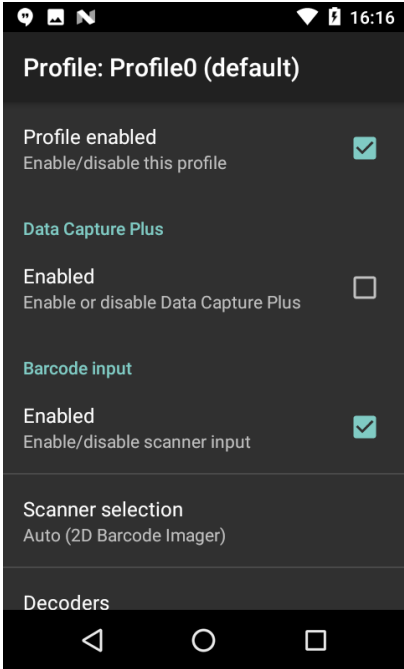 16:16
Profile: Profile0 (default)
Profile enabled
Enable/disable this profile
Data Capture Plus
Enabled
Enable or disable Data Capture Plus
Barcode input
Enabled
Enable/disable scanner input
Scanner selection
Auto (2D Barcode Imager)
Decoders